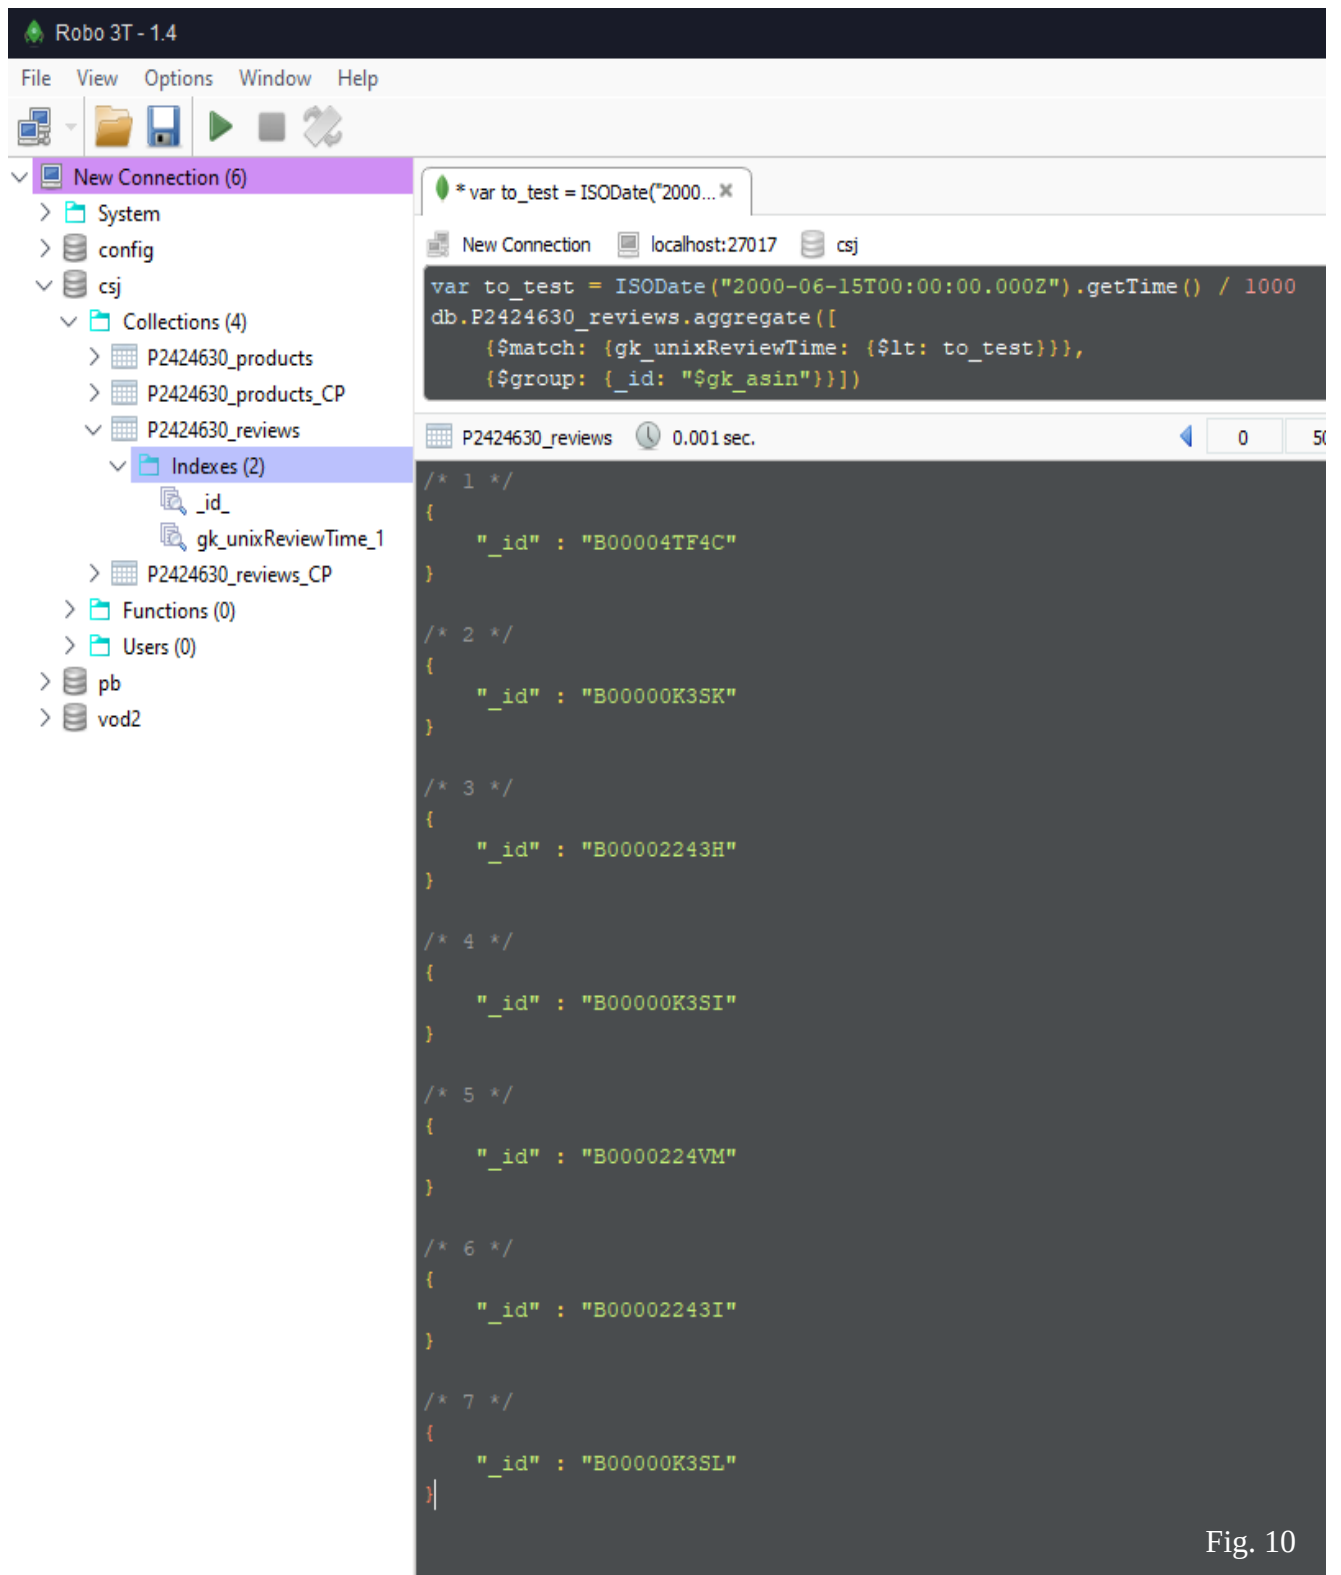 Robo 3T - 1.4
File View Options Window Help
New Connection (6)
System
config
csj
Collections (4)
P2424630_products
P2424630_products_CP
P2424630_reviews
Indexes (2)
_id_
gk_unixReviewTime_1
P2424630_reviews_CP
Functions (0)
Users (0)
pb
vod2
* var to_test = ISODate("2000...
New Connection localhost:27017 csj
var to_test = ISODate("2000-06-15T00:00:00.000Z").getTime() / 1000
db.P2424630_reviews.aggregate([
{$match: {gk_unixReviewTime: {$lt: to_test}}},
{$group: {_id: "$gk_asin"}}])
P2424630_reviews 0.001 sec. 0 50
/* 1 */
{
"_id" : "B00004TF4C"
}
/* 2 */
{
"_id" : "B00000K3SK"
}
/* 3 */
{
"_id" : "B00002243H"
}
/* 4 */
{
"_id" : "B00000K3SI"
}
/* 5 */
{
"_id" : "B0000224VM"
}
/* 6 */
{
"_id" : "B00002243I"
}
/* 7 */
{
"_id" : "B00000K3SL"
}
Fig. 10